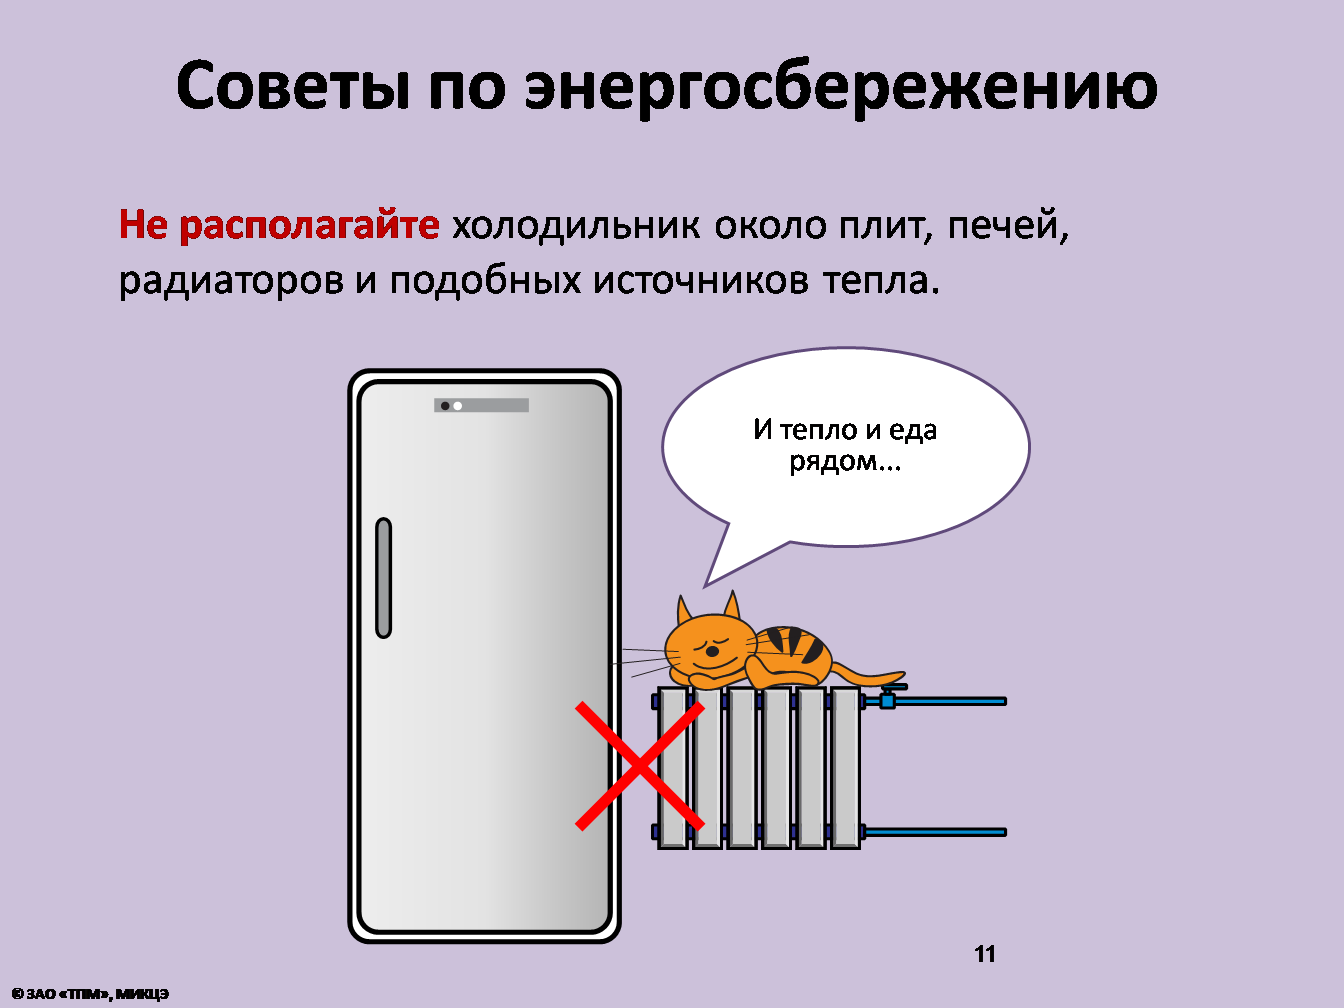 Советы по энергосбережению
Не располагайте холодильник около плит, печей,
радиаторов и подобных источников тепла.
И тепло и еда
рядом...
11
© ЗАО «ТПМ», МИКЦЭ